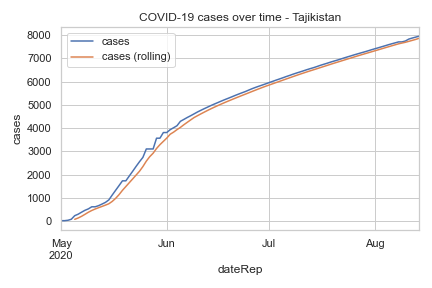 COVID-19 cases over time - Tajikistan
cases
cases (rolling)
8000
7000
6000
5000
4000
3000
2000
1000
0
cases
May Jun Jul Aug
2020
dateRep